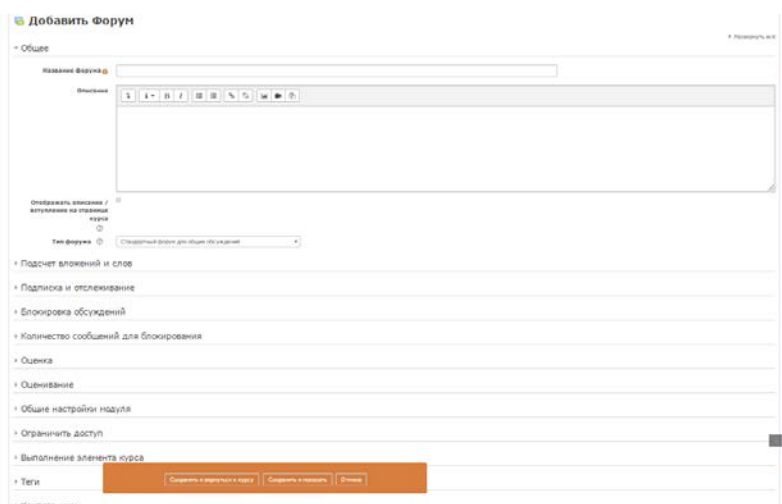 Добавить Форум
Развернуть всё
Общее
Название форума
Описание
Отображать описание /
вступление на странице
курса
Тип форума
Стандартный форум для общих обсуждений
Подсчет вложений и слов
Подписка и отслеживание
Блокировка обсуждений
Количество сообщений для блокирования
Оценка
Оценивание
Общие настройки модуля
Ограничить доступ
Выполнение элемента курса
Теги
Сохранить и вернуться к курсу
Сохранить и показать
Отмена